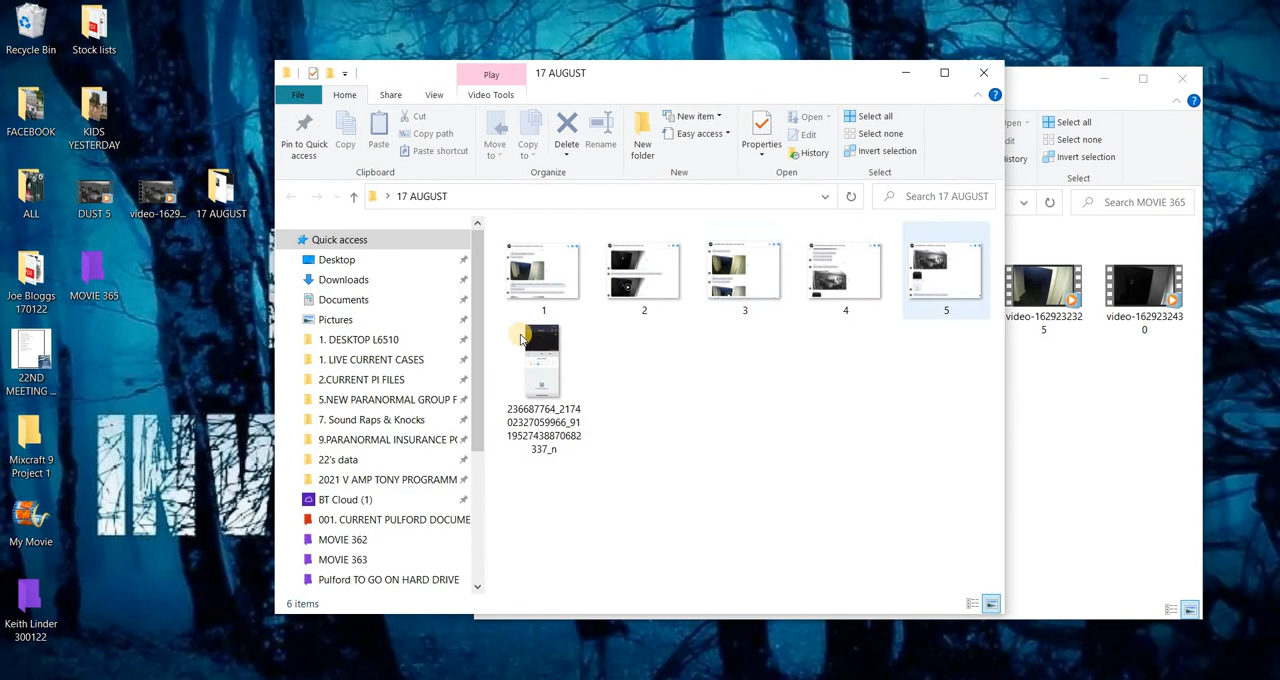 Recycle Bin
Stock lists
FACEBOOK
KIDS
YESTERDAY
ALL
DUST 5
video-1629...
17 AUGUST
Joe Bloggs
170122
MOVIE 365
22ND
MEETING ...
Mixcraft 9
Project 1
My Movie
Keith Linder
300122
Play
17 AUGUST
File
Home
Share
View
Video Tools
Pin to Quick
access
Copy
Paste
Cut
Copy path
Paste shortcut
Clipboard
Move
to
Copy
to
Delete
Rename
Organize
New
folder
New item
Easy access
New
Properties
Open
Edit
History
Open
Select all
Select none
Invert selection
Select
17 AUGUST
Search 17 AUGUST
Quick access
Desktop
Downloads
Documents
Pictures
1. DESKTOP L6510
1. LIVE CURRENT CASES
2.CURRENT PI FILES
5.NEW PARANORMAL GROUP F
7. Sound Raps & Knocks
9.PARANORMAL INSURANCE PC
22's data
2021 V AMP TONY PROGRAMM
BT Cloud (1)
001. CURRENT PULFORD DOCUME
MOVIE 362
MOVIE 363
Pulford TO GO ON HARD DRIVE
1
2
3
4
5
236687764_2174
02327059966_91
19527438870682
337_n
6 items
pen
it
istory
Select all
Select none
Invert selection
Select
Search MOVIE 365
video-162923232
5
video-162923243
0